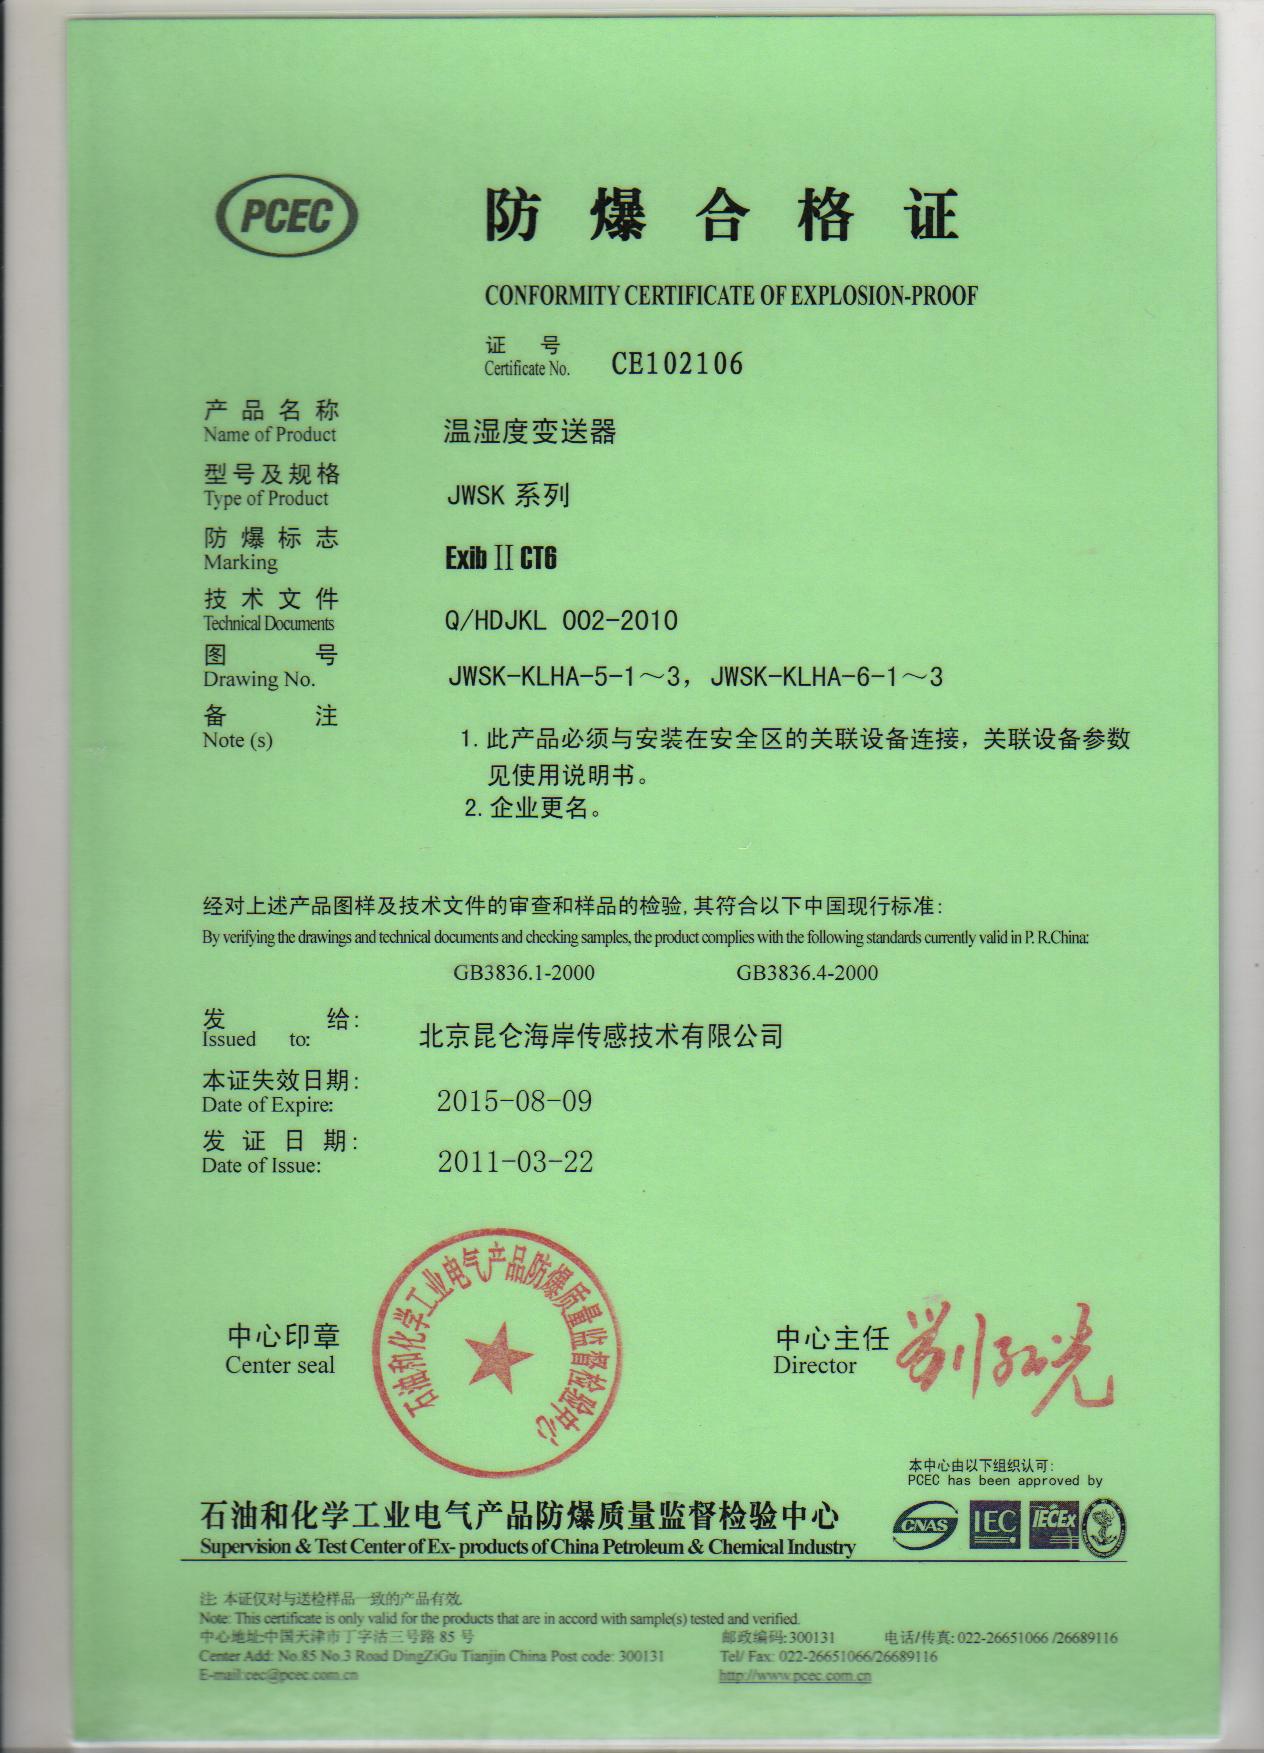 PCEC
防爆合格证
CONFORMITY CERTIFICATE OF EXPLOSION-PROOF
证 号
Certificate No. CE102106
产品名称
Name of Product 温湿度变送器
型号及规格
Type of Product JWSK 系列
防爆标志
Marking Exib Ⅱ CT6
技术文件
Technical Documents Q/HDJKL 002-2010
图 号
Drawing No. JWSK-KLHA-5-1～3, JWSK-KLHA-6-1～3
备 注
Note (s) 1. 此产品必须与安装在安全区的关联设备连接，关联设备参数
见使用说明书。
2. 企业更名。
经对上述产品图样及技术文件的审查和样品的检验,其符合以下中国现行标准:
By verifying the drawings and technical documents and checking samples, the product complies with the following standards currently valid in P. R.China:
GB3836.1-2000 GB3836.4-2000
发 给:
Issued to: 北京昆仑海岸传感技术有限公司
本证失效日期:
Date of Expire: 2015-08-09
发证日期:
Date of Issue: 2011-03-22
石油和化学工业电气产品防爆质量监督检验中心
中心印章
Center seal
中心主任
Director
本中心由以下组织认可:
PCEC has been approved by
CNAS IEC IECEx
石油和化学工业电气产品防爆质量监督检验中心
Supervision & Test Center of Ex- products of China Petroleum & Chemical Industry
注: 本证仅对与送检样品一致的产品有效.
Note: This certificate is only valid for the products that are in accord with sample(s) tested and verified.
中心地址:中国天津市丁字沽三号路 85 号 邮政编码:300131 电话/传真: 022-26651066 /26689116
Center Add: No.85 No.3 Road DingZiGu Tianjin China Post code: 300131 Tel/ Fax: 022-26651066/26689116
E-mail:cec@pcec.com.cn http://www.pcec.com.cn